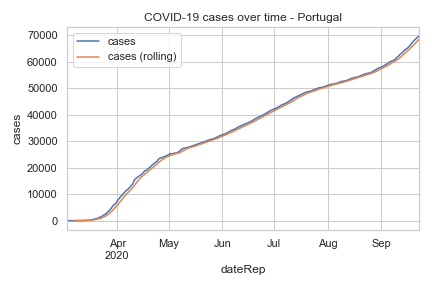 COVID-19 cases over time - Portugal
cases
cases (rolling)
70000
60000
50000
40000
30000
20000
10000
0
cases
Apr
2020
May
Jun
Jul
Aug
Sep
dateRep